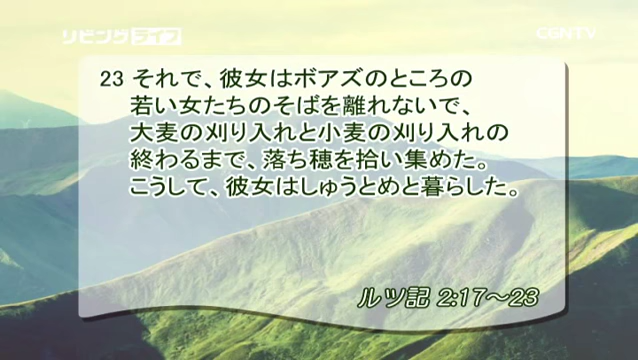 リビングライフ
CGNTV
23 それで、彼女はボアズのところの
若い女たちのそばを離れないで、
大麦の刈り入れと小麦の刈り入れの
終わるまで、落ち穂を拾い集めた。
こうして、彼女はしゅうとめと暮らした。
ルツ記 2:17～23